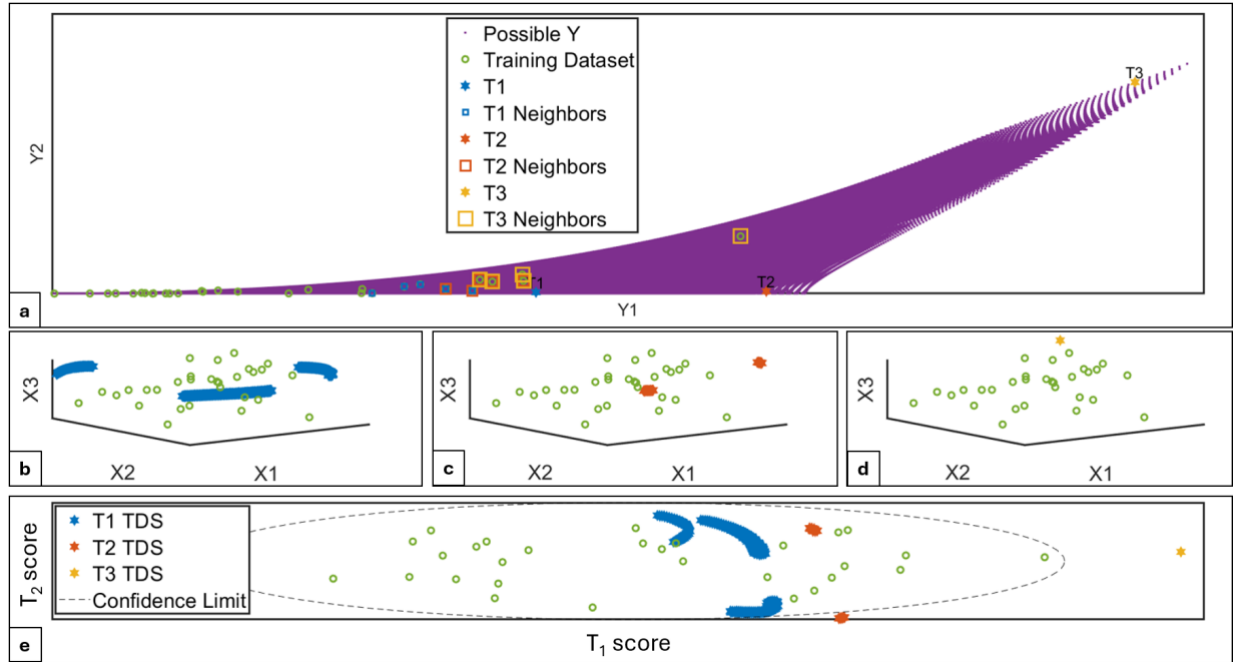 Possible Y
Training Dataset
T1
T1 Neighbors
T2
T2 Neighbors
T3
T3 Neighbors
T3
Y2
T1
T2
a
Y1
X3
X2
X1
b
X3
X2
X1
c
X3
X2
X1
d
T1 TDS
T2 TDS
T3 TDS
Confidence Limit
T₂ score
e
T₁ score